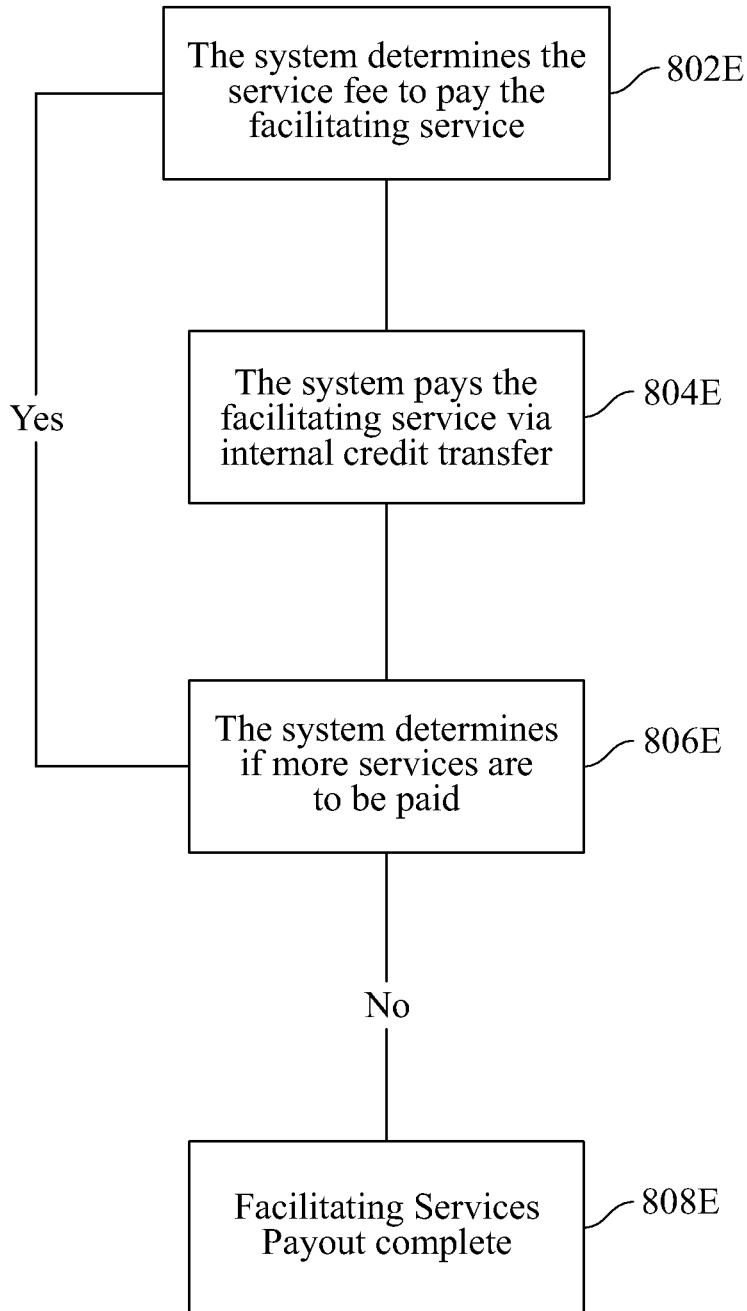 The system determines the
service fee to pay the
facilitating service
802E
The system pays the
facilitating service via
internal credit transfer
804E
Yes
The system determines
if more services are
to be paid
806E
No
Facilitating Services
Payout complete
808E